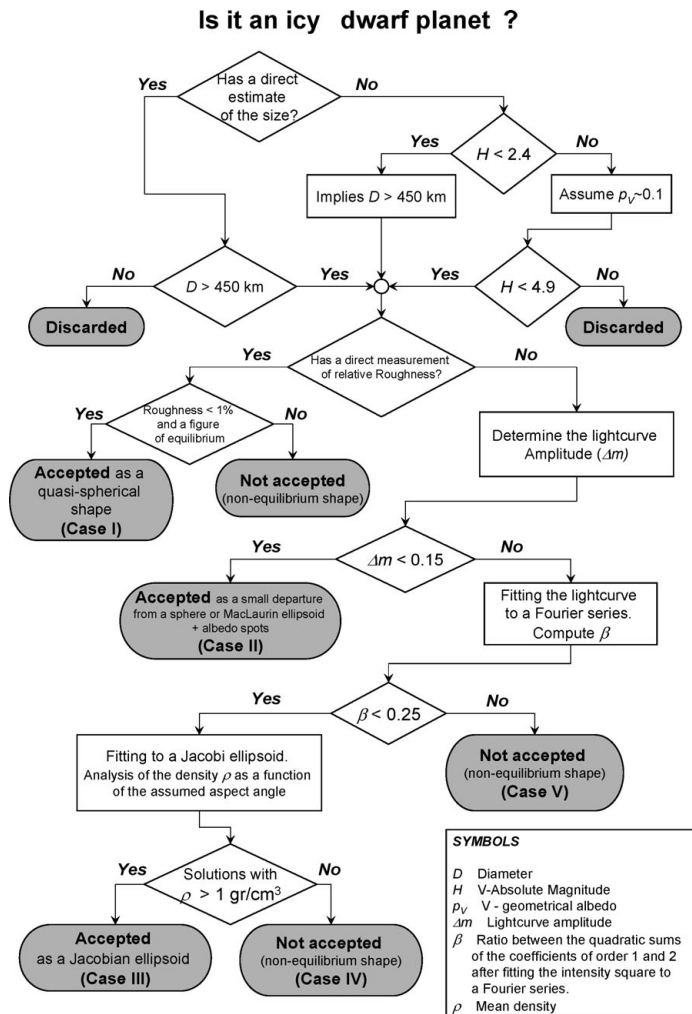 Is it an icy dwarf planet ?
Yes
Has a direct
estimate
of the size?
No
Yes
H < 2.4
No
Implies D > 450 km
Assume pV~0.1
No
D > 450 km
Yes
Yes
H < 4.9
No
Discarded
Discarded
Yes
Has a direct measurement
of relative Roughness?
No
Yes
Roughness < 1%
and a figure
of equilibrium
No
Determine the lightcurve
Amplitude (Δm)
Accepted as a
quasi-spherical
shape
(Case I)
Not accepted
(non-equilibrium shape)
Yes
Δm < 0.15
No
Accepted as a small departure
from a sphere or MacLaurin ellipsoid
+ albedo spots
(Case II)
Fitting the lightcurve
to a Fourier series.
Compute β
Yes
β < 0.25
No
Fitting to a Jacobi ellipsoid.
Analysis of the density ρ as a function
of the assumed aspect angle
Not accepted
(non-equilibrium shape)
(Case V)
Yes
Solutions with
ρ > 1 gr/cm³
No
Accepted
as a Jacobian ellipsoid
(Case III)
Not accepted
(non-equilibrium shape)
(Case IV)
SYMBOLS
D Diameter
H V-Absolute Magnitude
pV V - geometrical albedo
Δm Lightcurve amplitude
β Ratio between the quadratic sums
of the coefficients of order 1 and 2
after fitting the intensity square to
a Fourier series.
ρ Mean density